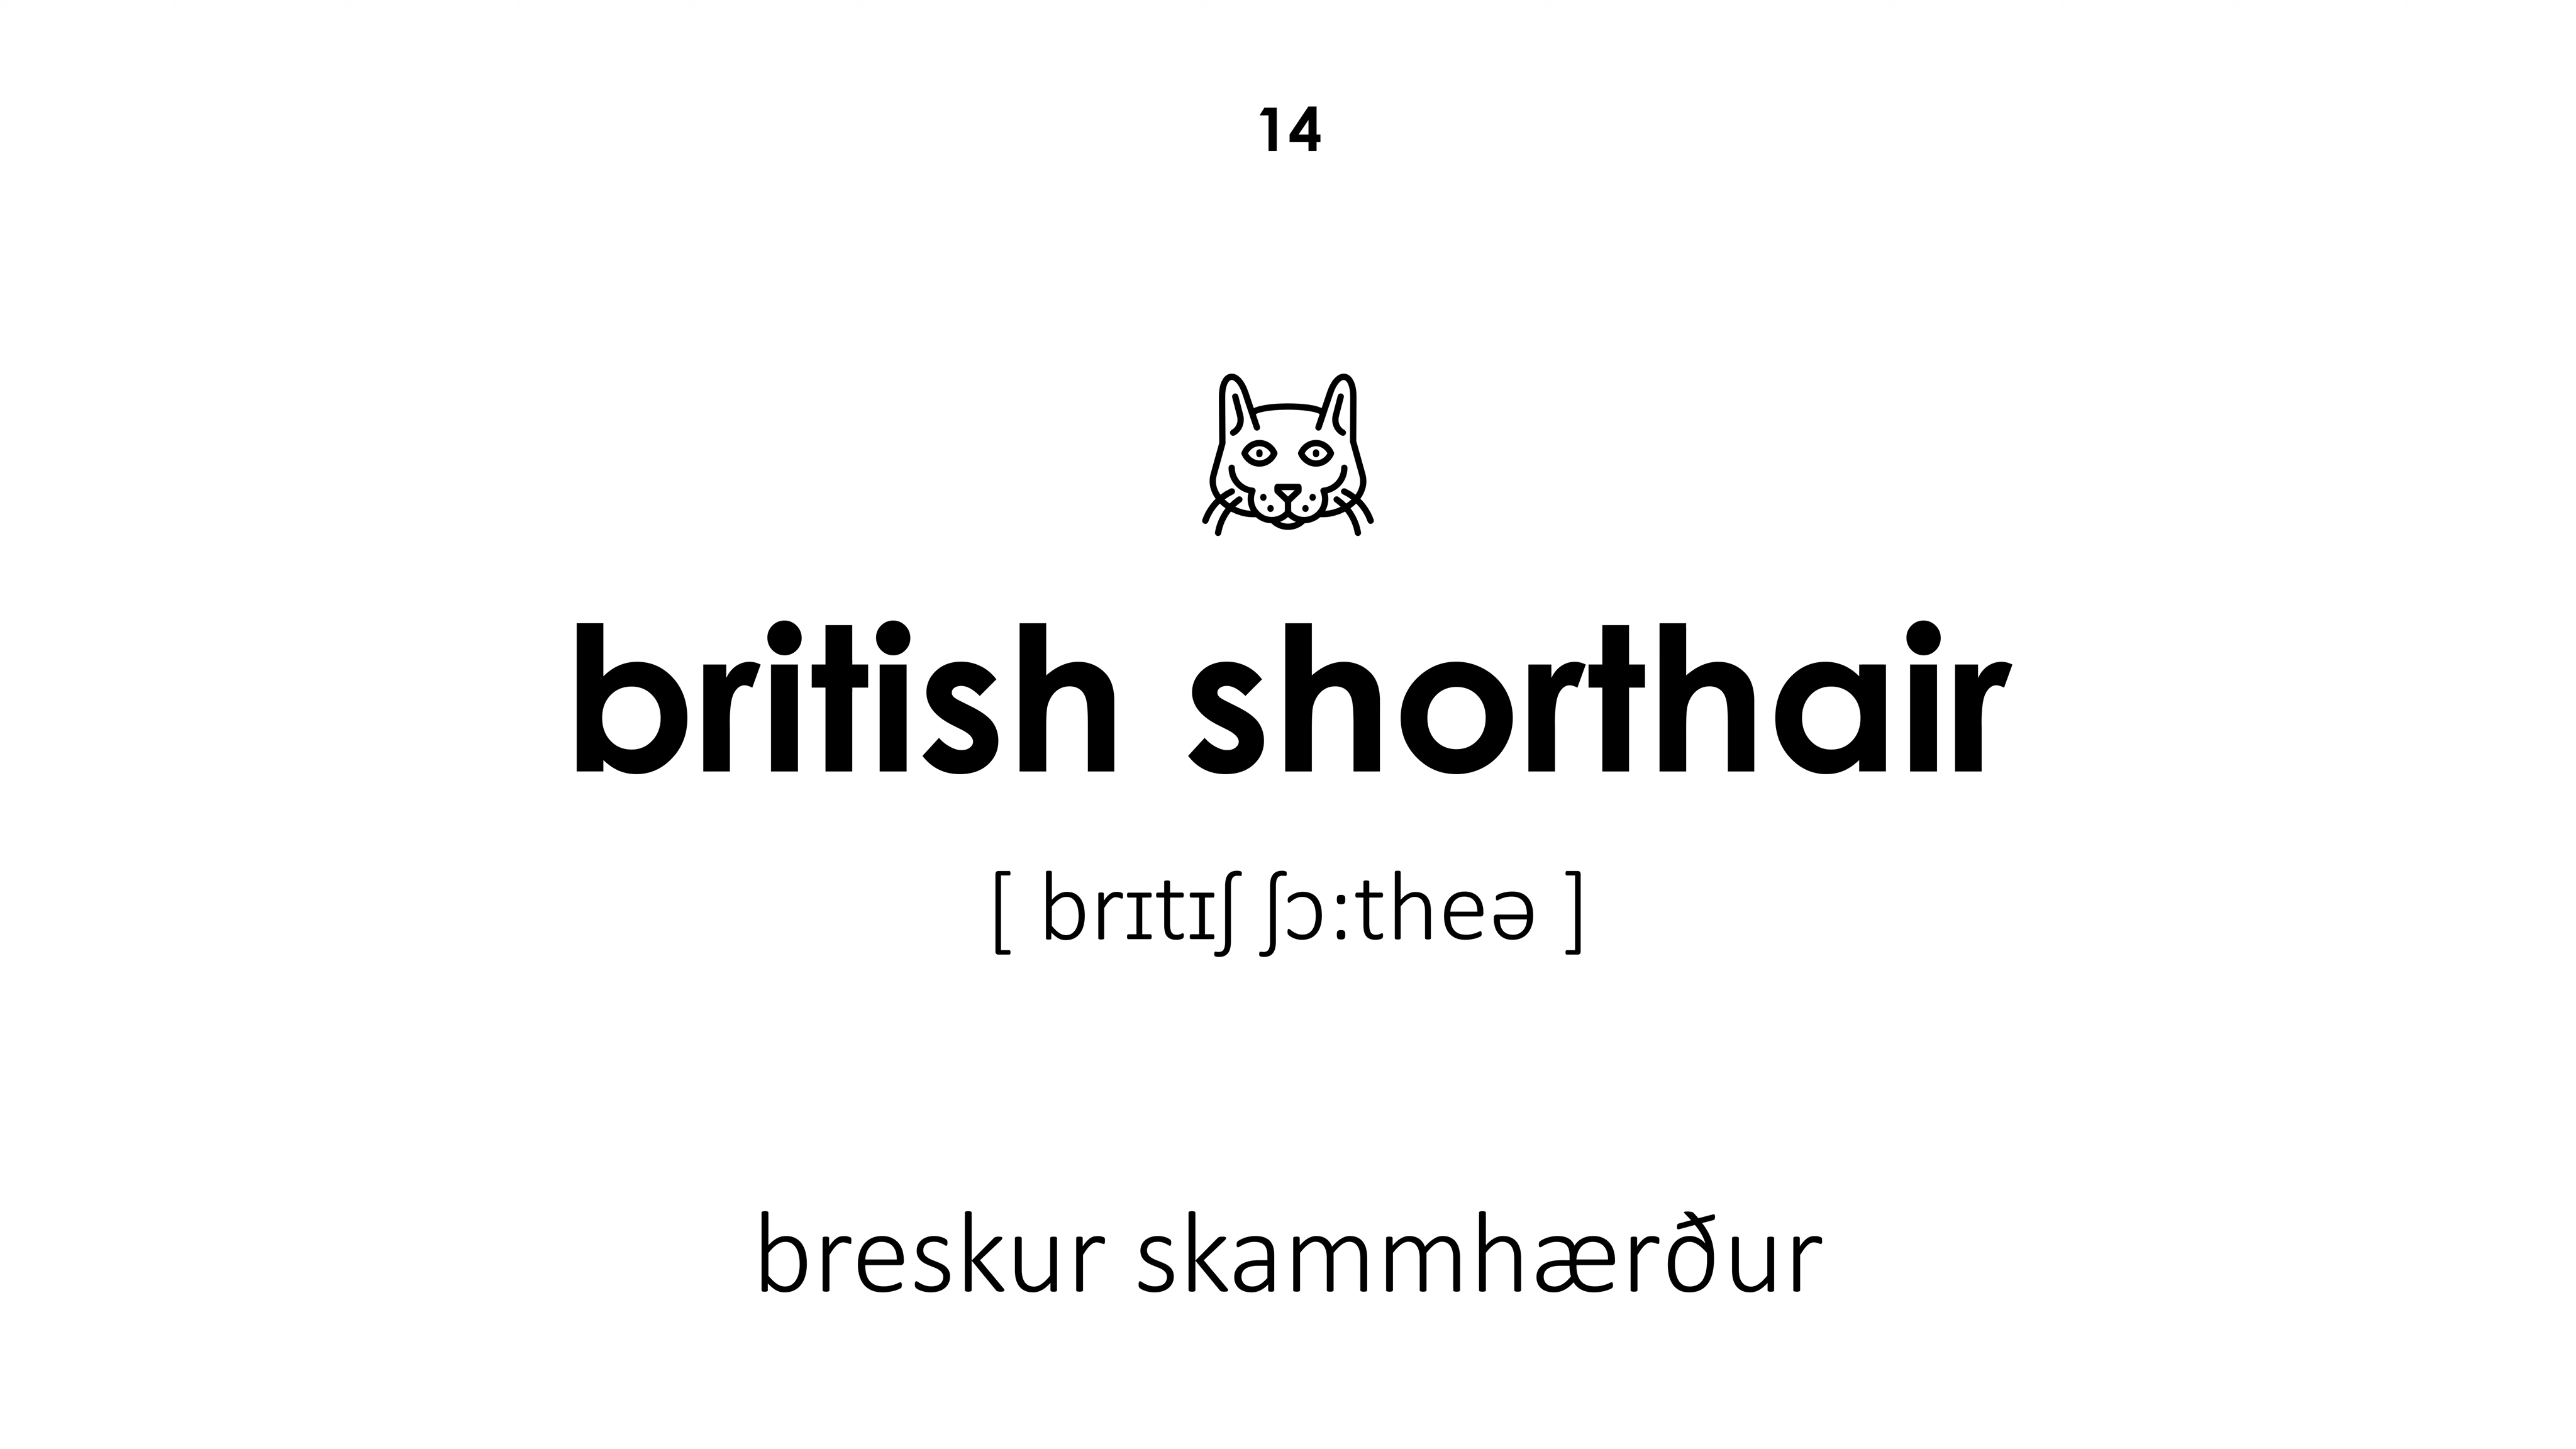 14
british shorthair
[ brɪtɪʃ ʃɔ:theə ]
breskur skammhærður